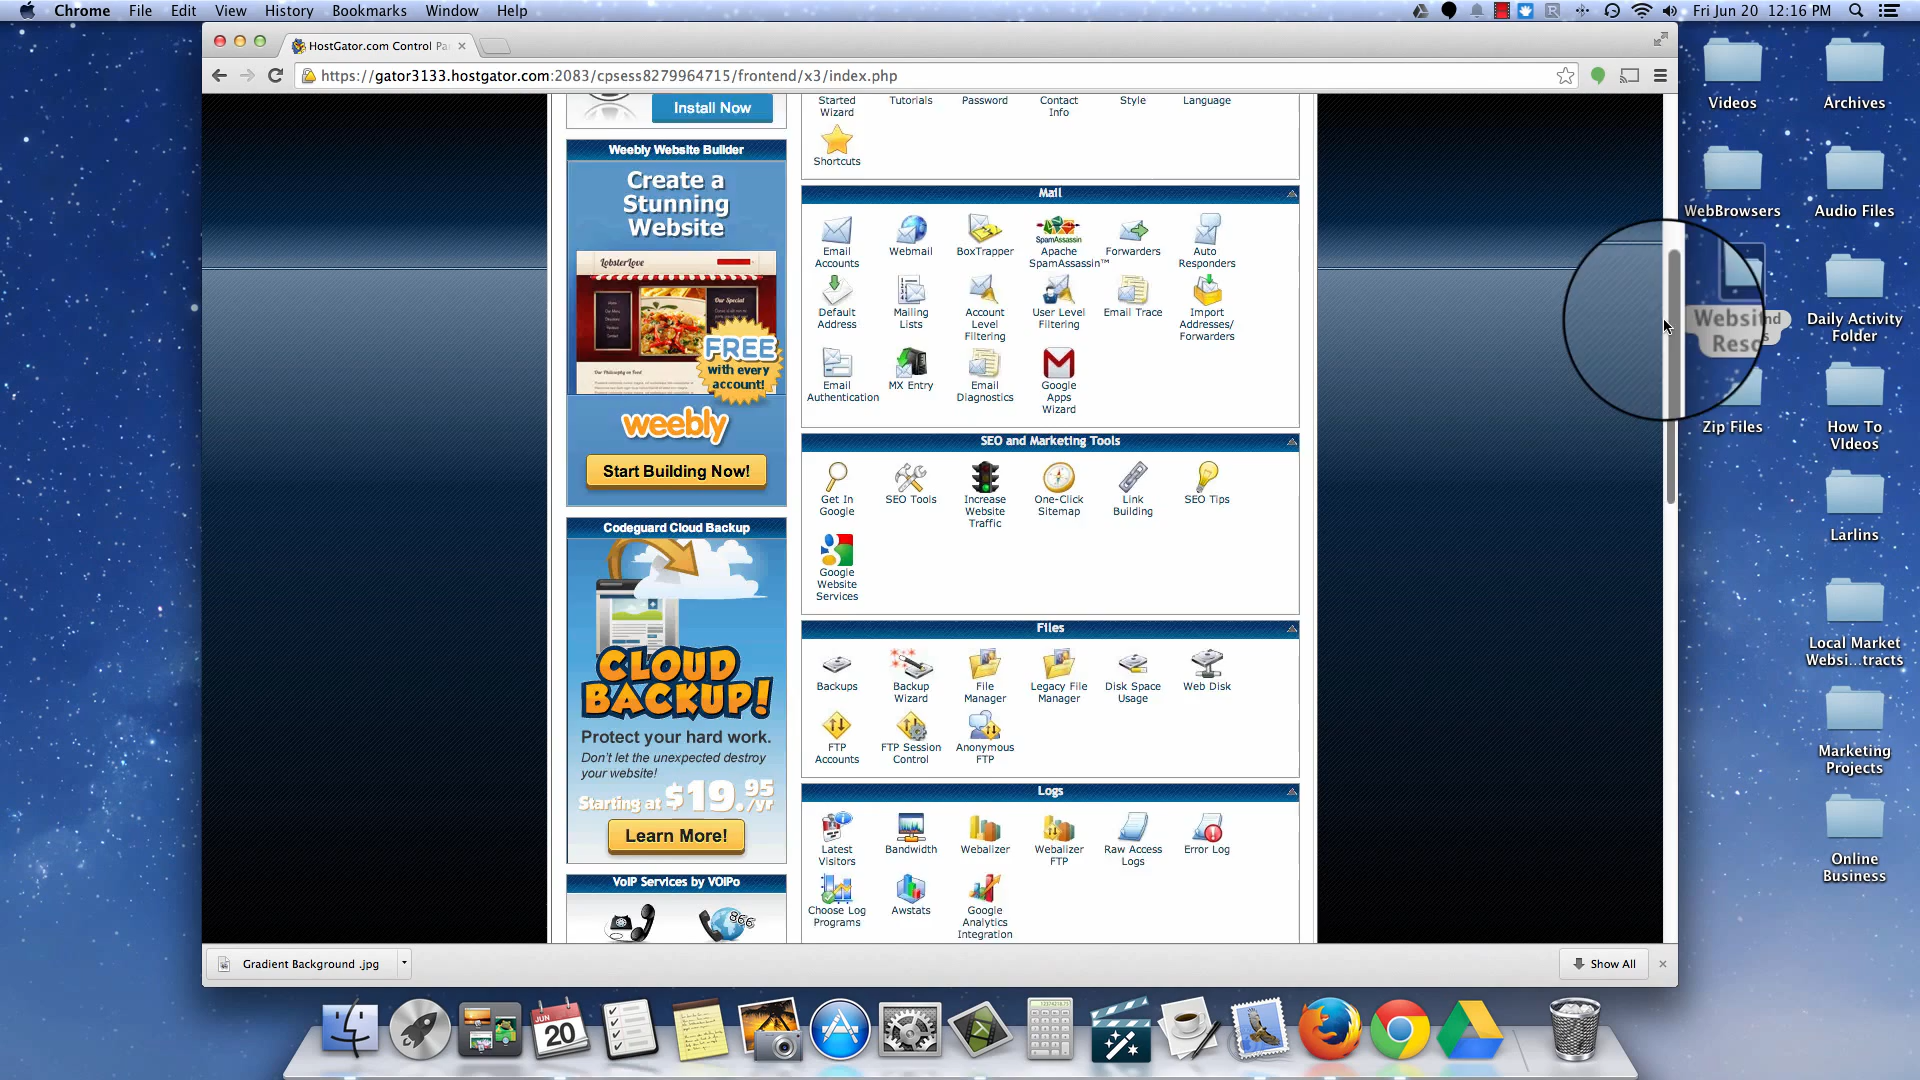 Chrome File Edit View History Bookmarks Window Help
Fri Jun 20 12:16 PM
HostGator.com Control Pa
https://gator3133.hostgator.com:2083/cpsess8279964715/frontend/x3/index.php
Install Now
Weebly Website Builder
Create a
Stunning
Website
LobsterLove
Our Special
FREE
with every
account!
weebly
Start Building Now!
Codeguard Cloud Backup
CLOUD
BACKUP!
Protect your hard work.
Don't let the unexpected destroy
your website!
Starting at $19.95/yr
Learn More!
VoIP Services by VOIPo
866
Started
Wizard
Tutorials
Password
Contact
Info
Style
Language
Shortcuts
Mail
Email
Accounts
Webmail
BoxTrapper
SpamAssassin
Apache
SpamAssassin™
Forwarders
Auto
Responders
Default
Address
Mailing
Lists
Account
Level
Filtering
User Level
Filtering
Email Trace
Import
Addresses/
Forwarders
Email
Authentication
MX Entry
Email
Diagnostics
Google
Apps
Wizard
SEO and Marketing Tools
Get In
Google
SEO Tools
Increase
Website
Traffic
One-Click
Sitemap
Link
Building
SEO Tips
Google
Website
Services
Files
Backups
Backup
Wizard
File
Manager
Legacy File
Manager
Disk Space
Usage
Web Disk
FTP
Accounts
FTP Session
Control
Anonymous
FTP
Logs
Latest
Visitors
Bandwidth
Webalizer
Webalizer
FTP
Raw Access
Logs
Error Log
Choose Log
Programs
Awstats
Google
Analytics
Integration
Gradient Background .jpg
Show All
Videos
Archives
WebBrowsers
Audio Files
Daily Activity
Folder
Zip Files
How To
VIdeos
Larlins
Local Market
Websi...tracts
Marketing
Projects
Online
Business
JUN
20